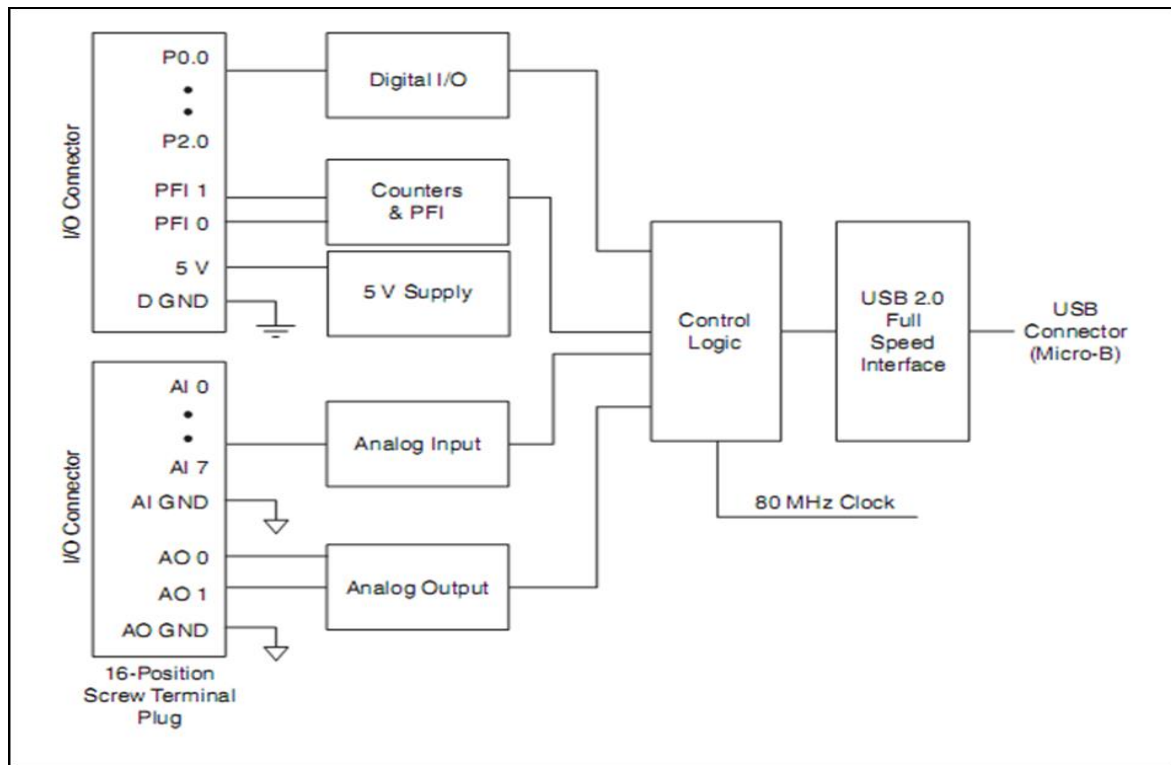 I/O Connector
P0.0
P2.0
PFI 1
PFI 0
5 V
D GND
Digital I/O
Counters
& PFI
5 V Supply
I/O Connector
AI 0
AI 7
AI GND
AO 0
AO 1
AO GND
16-Position
Screw Terminal
Plug
Analog Input
Analog Output
Control
Logic
80 MHz Clock
USB 2.0
Full
Speed
Interface
USB
Connector
(Micro-B)